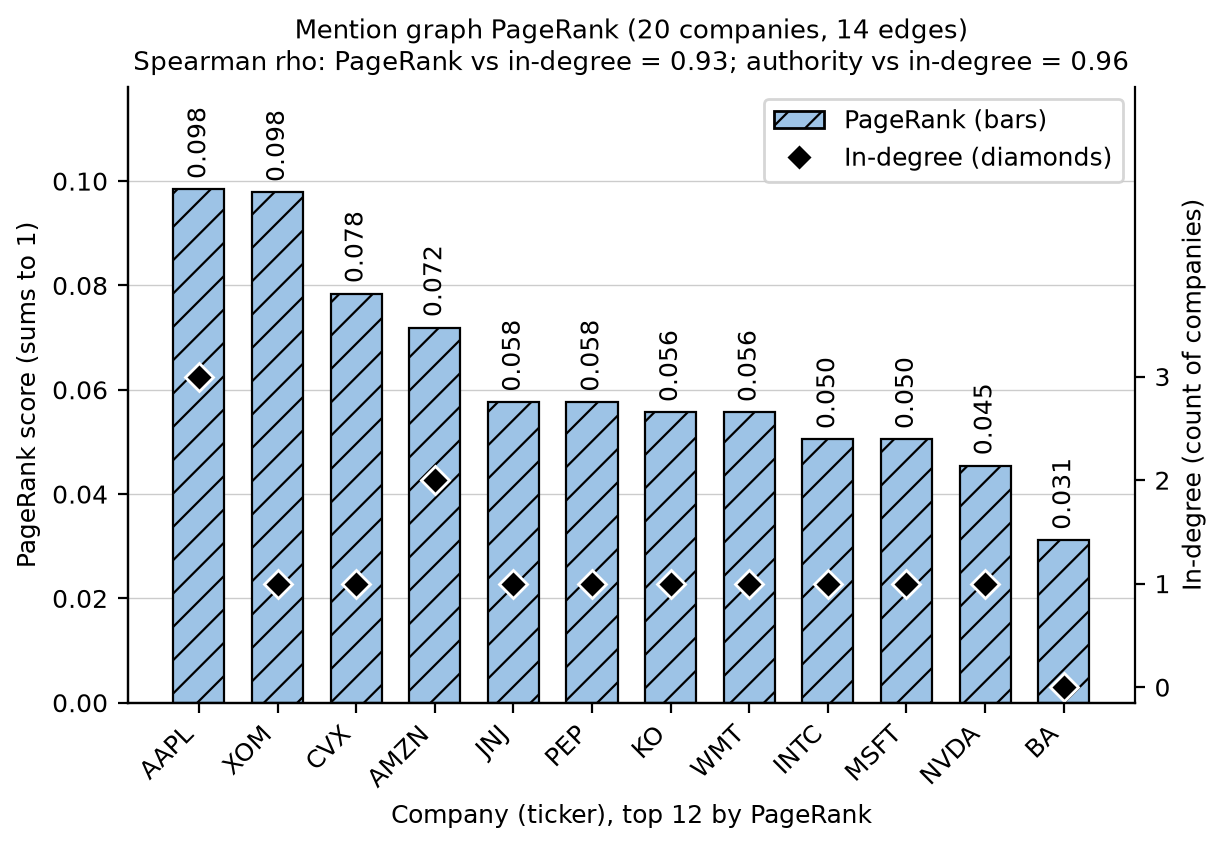 Mention graph PageRank (20 companies, 14 edges)
Spearman rho: PageRank vs in-degree = 0.93; authority vs in-degree = 0.96
PageRank (bars)
In-degree (diamonds)
0.098
0.098
0.078
0.072
0.058
0.058
0.056
0.056
0.050
0.050
0.045
0.031
PageRank score (sums to 1)
0.10
0.08
0.06
0.04
0.02
0.00
In-degree (count of companies)
3
2
1
0
AAPL
XOM
CVX
AMZN
JNJ
PEP
KO
WMT
INTC
MSFT
NVDA
BA
Company (ticker), top 12 by PageRank